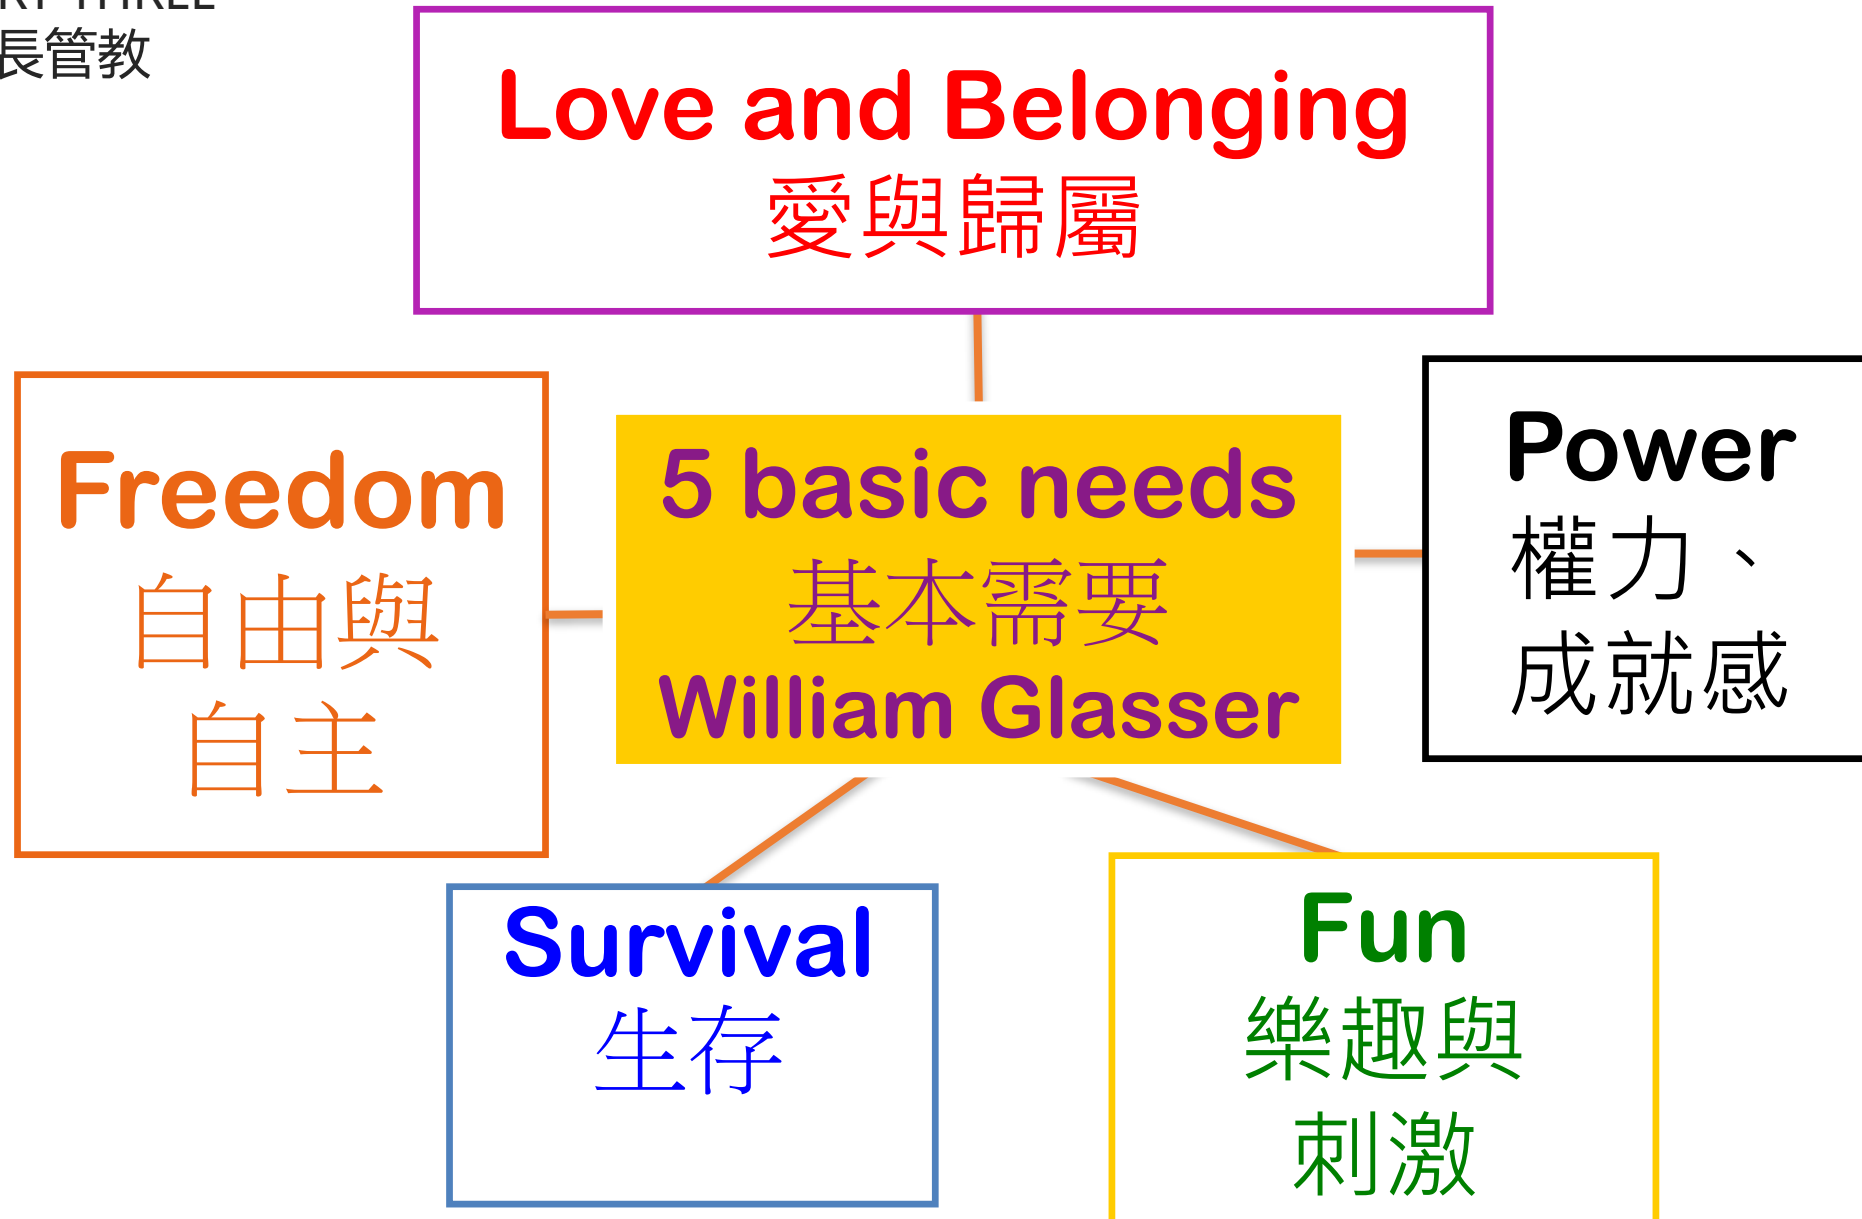 THREE
長管教
Love and Belonging
愛與歸屬
Freedom
自由與
自主
5 basic needs
基本需要
William Glasser
Power
權力、
成就感
Survival
生存
Fun
樂趣與
刺激